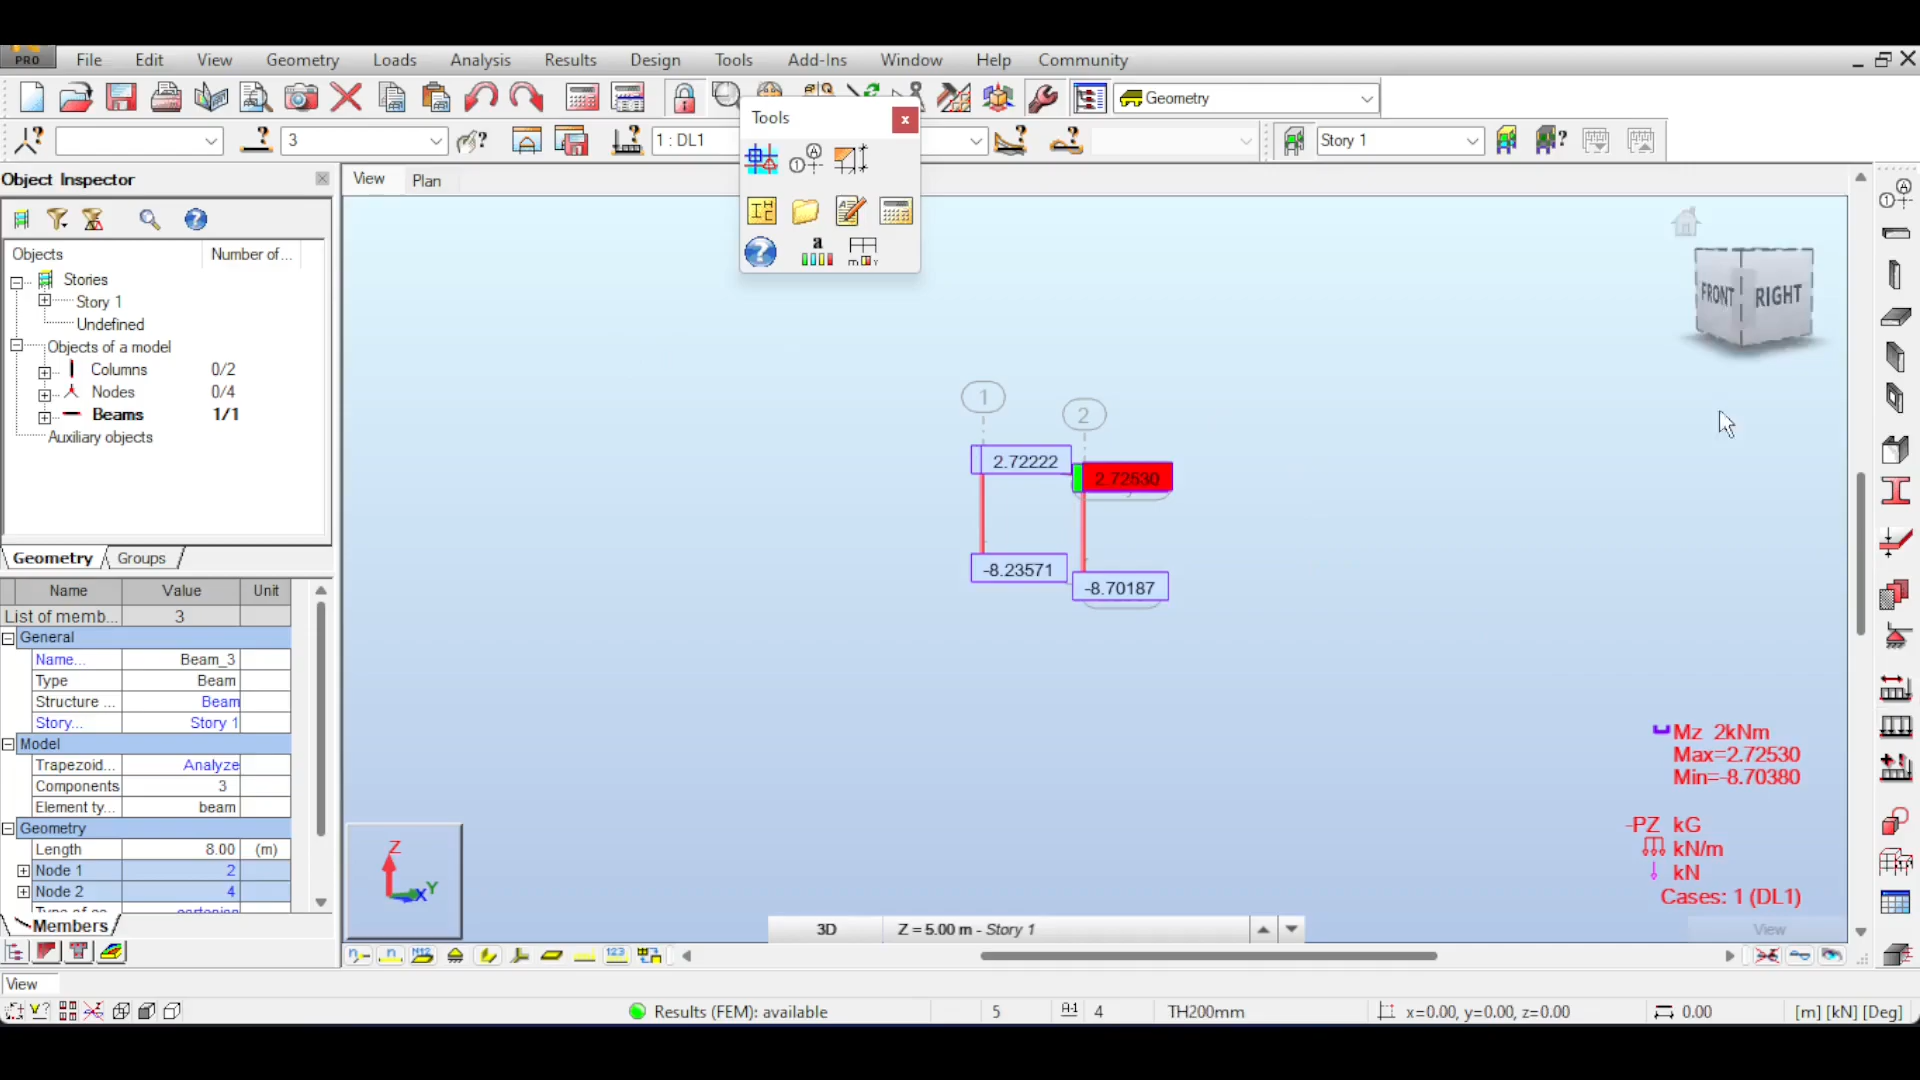 PRO File Edit View Geometry Loads Analysis Results Design Tools Add-Ins Window Help Community
Geometry
3
1 : DL1
Story 1
Tools
Object Inspector
View
Plan
Objects Number of...
Stories
Story 1
Undefined
Objects of a model
Columns 0/2
Nodes 0/4
Beams 1/1
Auxiliary objects
Geometry Groups
Name Value Unit
List of memb... 3
General
Name... Beam_3
Type Beam
Structure ... Beam
Story... Story 1
Model
Trapezoid... Analyze
Components 3
Element ty... beam
Geometry
Length 8.00 (m)
Node 1 2
Node 2 4
Members
FRONT RIGHT
1
2
2.72222
2.72530
-8.23571
-8.70187
Mz 2kNm
Max=2.72530
Min=-8.70380
-PZ kG
kN/m
kN
Cases: 1 (DL1)
View
Z
Y
X
3D
Z = 5.00 m - Story 1
View
Results (FEM): available
5
4
TH200mm
x=0.00, y=0.00, z=0.00
0.00
[m] [kN] [Deg]